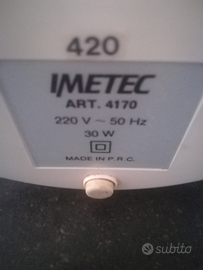 420
IMETEC
ART. 4170
220 V ~ 50 Hz
30 W
MADE IN P.R.C.
subito